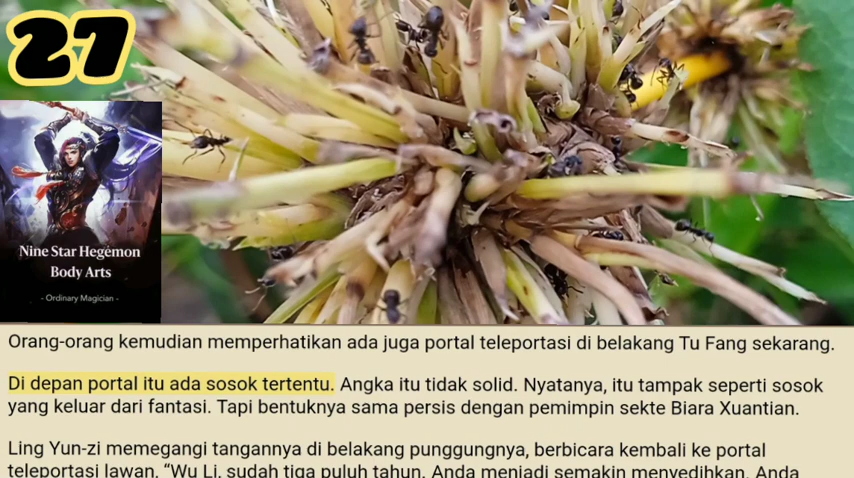 27
Nine Star Hegemon
Body Arts
- Ordinary Magician -
Orang-orang kemudian memperhatikan ada juga portal teleportasi di belakang Tu Fang sekarang.
Di depan portal itu ada sosok tertentu. Angka itu tidak solid. Nyatanya, itu tampak seperti sosok
yang keluar dari fantasi. Tapi bentuknya sama persis dengan pemimpin sekte Biara Xuantian.
Ling Yun-zi memegangi tangannya di belakang punggungnya, berbicara kembali ke portal
teleportasi lawan, “Wu Li, sudah tiga puluh tahun. Anda menjadi semakin menyedihkan. Anda